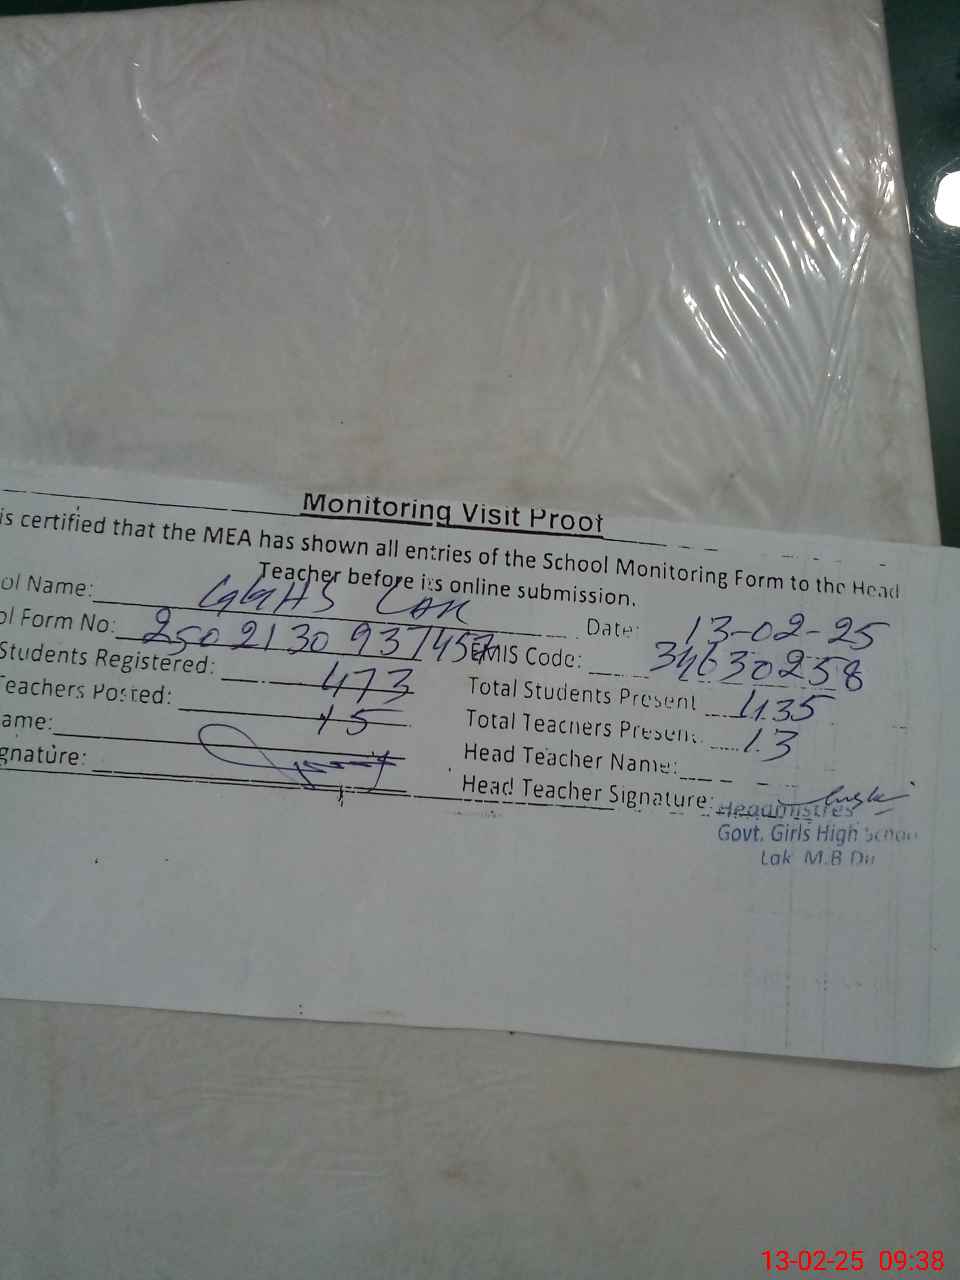 Monitoring Visit Proof
is certified that the MEA has shown all entries of the School Monitoring Form to the Head
Teacher before its online submission.
ol Name: GGHS LAK Date: 13-02-25
ol Form No: 2502130937457 EMIS Code: 34630258
Students Registered: 473 Total Students Present 435
Teachers Posted: 15 Total Teachers Present: 13
ame: Head Teacher Name:
gnature: Head Teacher Signature:
Headmistres
Govt. Girls High School
Lak M.B Din
13-02-25 09:38